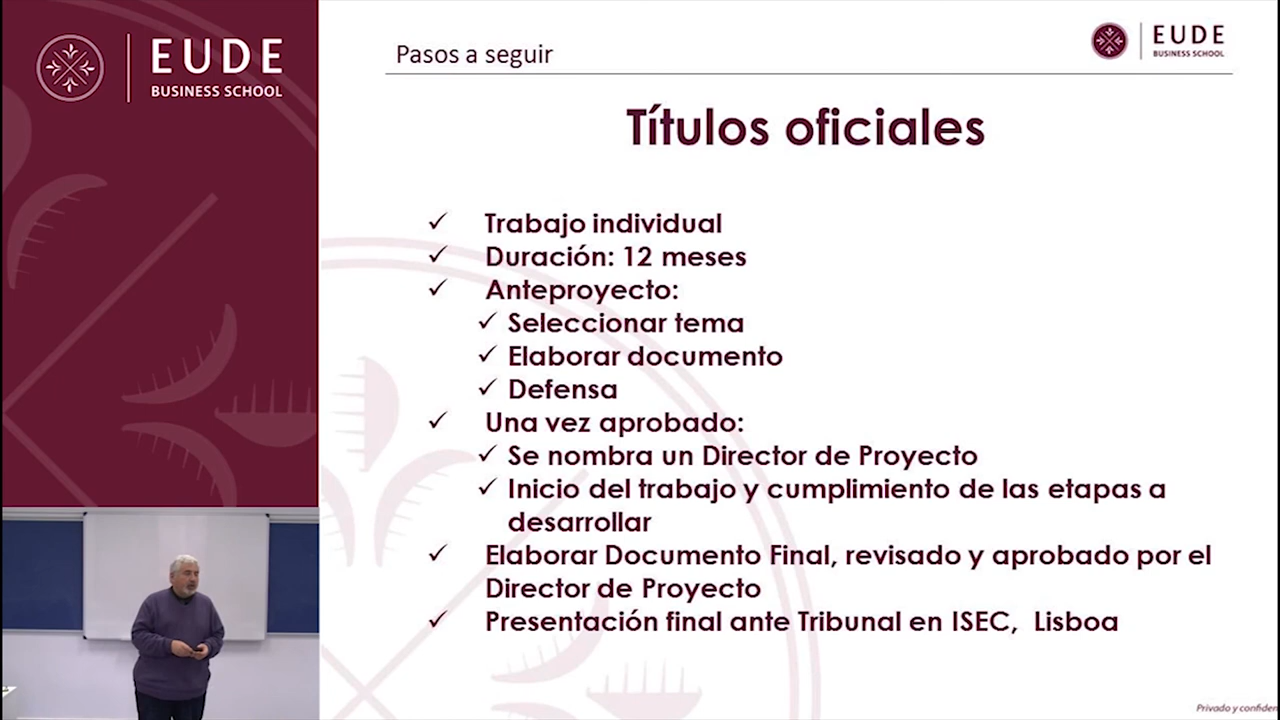 EUDE
BUSINESS SCHOOL
Pasos a seguir
EUDE
BUSINESS SCHOOL
Títulos oficiales
✓ Trabajo individual
✓ Duración: 12 meses
✓ Anteproyecto:
✓ Seleccionar tema
✓ Elaborar documento
✓ Defensa
✓ Una vez aprobado:
✓ Se nombra un Director de Proyecto
✓ Inicio del trabajo y cumplimiento de las etapas a
desarrollar
✓ Elaborar Documento Final, revisado y aprobado por el
Director de Proyecto
✓ Presentación final ante Tribunal en ISEC, Lisboa
Privado y confiden